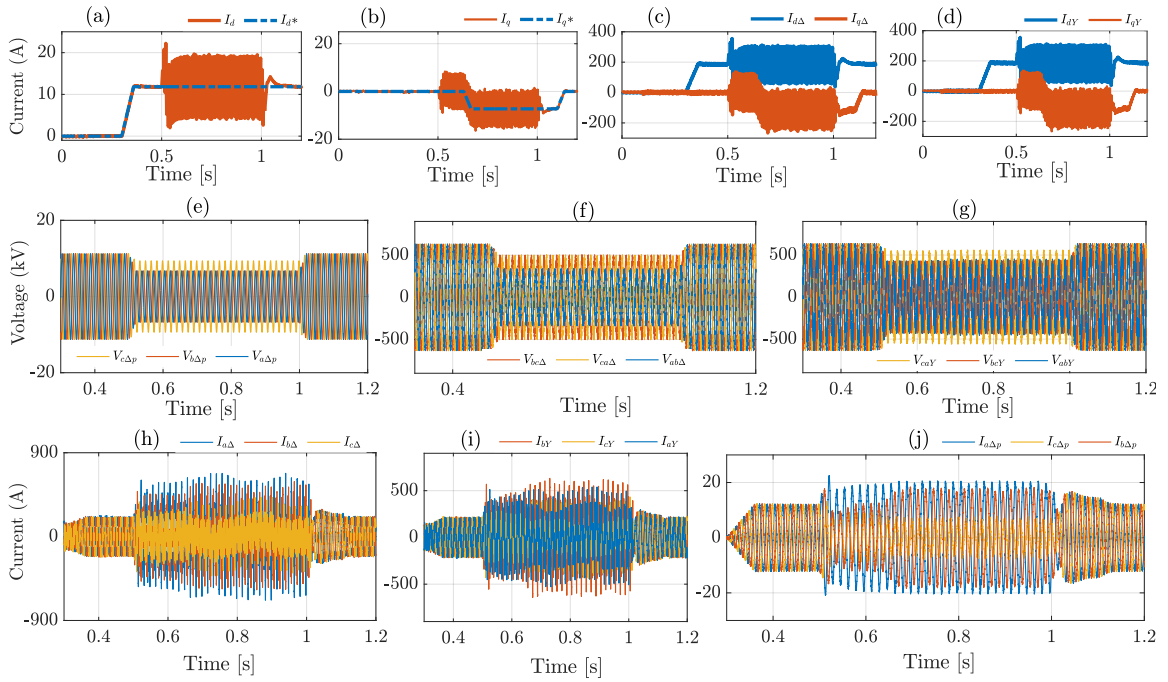 (a) I_d I_d*
Current (A)
20
10
0
0 0.5 1
Time [s]
(b) I_q I_q*
20
0
-20
0 0.5 1
Time [s]
(c) I_dΔ I_qΔ
400
200
0
-200
0 0.5 1
Time [s]
(d) I_dY I_qY
400
200
0
-200
0 0.5 1
Time [s]
(e)
Voltage (kV)
20
0
-20
V_cΔp V_bΔp V_aΔp
0.4 0.6 0.8 1 1.2
Time [s]
(f)
500
0
-500
V_bcΔ V_caΔ V_abΔ
0.4 1.2
Time [s]
(g)
500
0
-500
V_caY V_bcY V_abY
0.4 0.6 0.8 1 1.2
Time [s]
(h) I_aΔ I_bΔ I_cΔ
Current (A)
900
0
-900
0.4 0.6 0.8 1 1.2
Time [s]
(i) I_bY I_cY I_aY
500
0
-500
0.4 0.6 0.8 1 1.2
Time [s]
(j) I_aΔp I_cΔp I_bΔp
20
0
-20
0.4 0.6 0.8 1 1.2
Time [s]